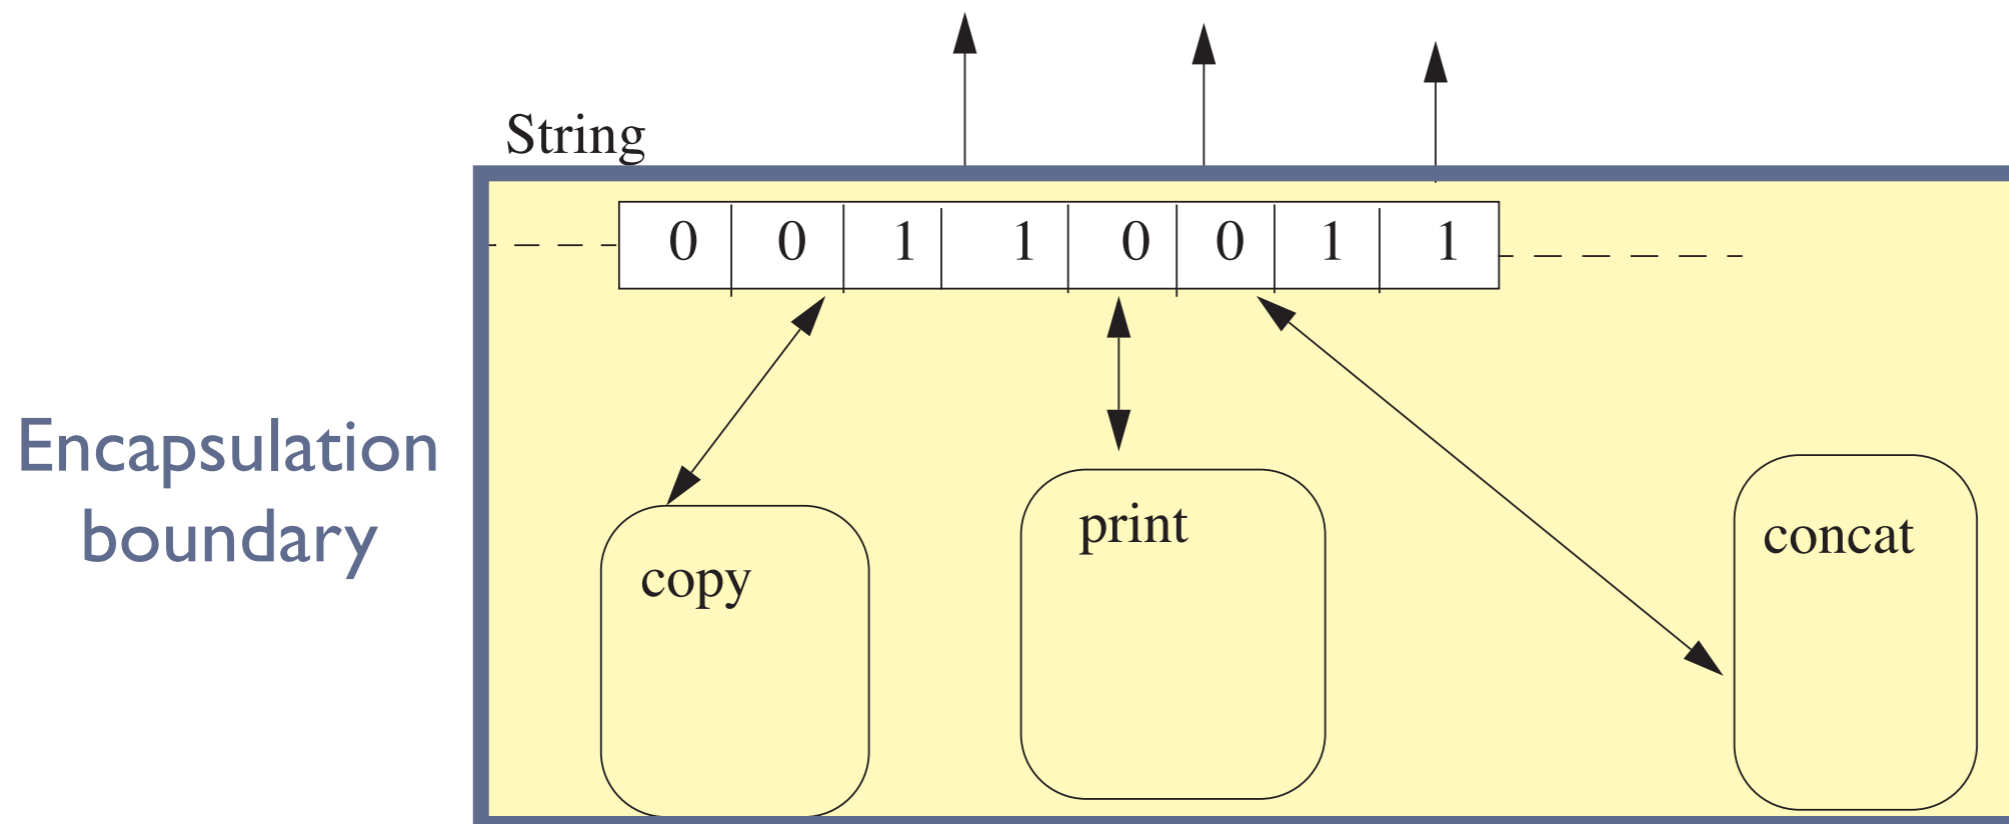 String
0 0 1 1 0 0 1 1
Encapsulation
boundary
copy
print
concat